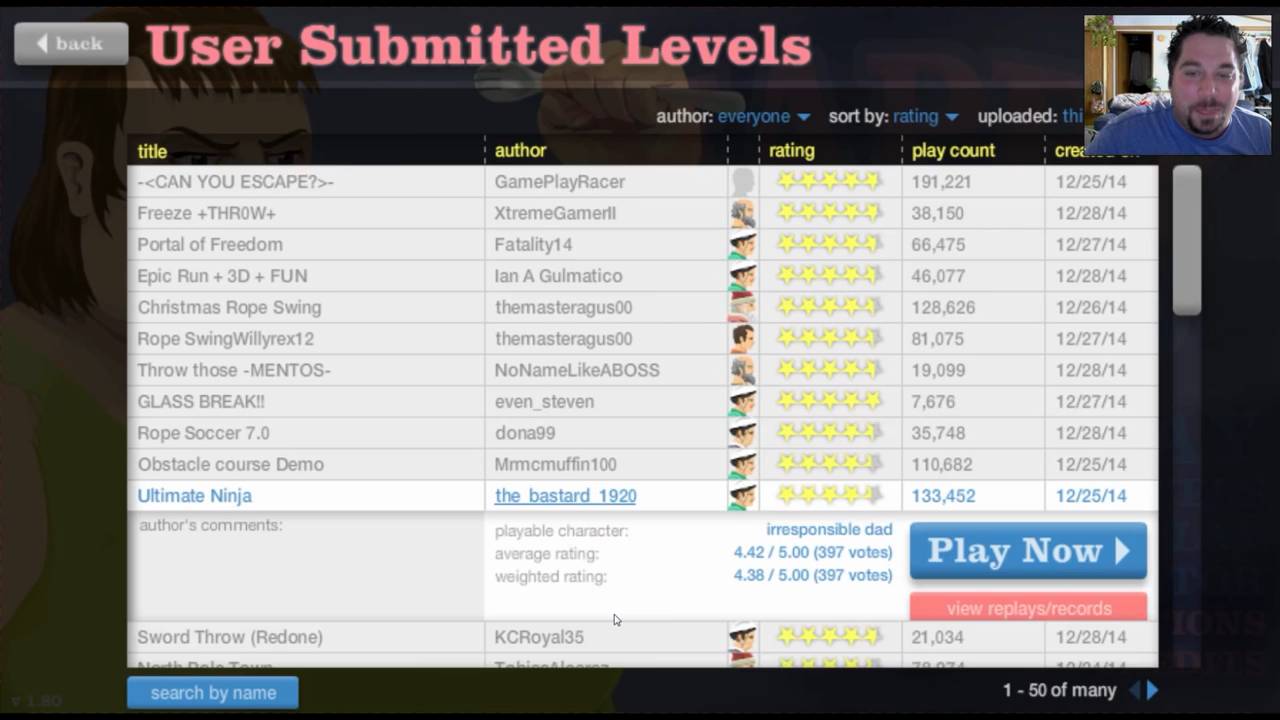 back
User Submitted Levels
author: everyone sort by: rating uploaded: thi
title author rating play count
-<CAN YOU ESCAPE?>- GamePlayRacer 191,221 12/25/14
Freeze +THR0W+ XtremeGamerII 38,150 12/28/14
Portal of Freedom Fatality14 66,475 12/27/14
Epic Run + 3D + FUN Ian A Gulmatico 46,077 12/28/14
Christmas Rope Swing themasteragus00 128,626 12/26/14
Rope SwingWillyrex12 themasteragus00 81,075 12/27/14
Throw those -MENTOS- NoNameLikeABOSS 19,099 12/28/14
GLASS BREAK!! even_steven 7,676 12/27/14
Rope Soccer 7.0 dona99 35,748 12/28/14
Obstacle course Demo Mrmcmuffin100 110,682 12/25/14
Ultimate Ninja the_bastard_1920 133,452 12/25/14
author's comments:
playable character: irresponsible dad
average rating: 4.42 / 5.00 (397 votes)
weighted rating: 4.38 / 5.00 (397 votes)
Play Now
view replays/records
Sword Throw (Redone) KCRoyal35 21,034 12/28/14
North Pole Town
search by name
1 - 50 of many
v 1.80